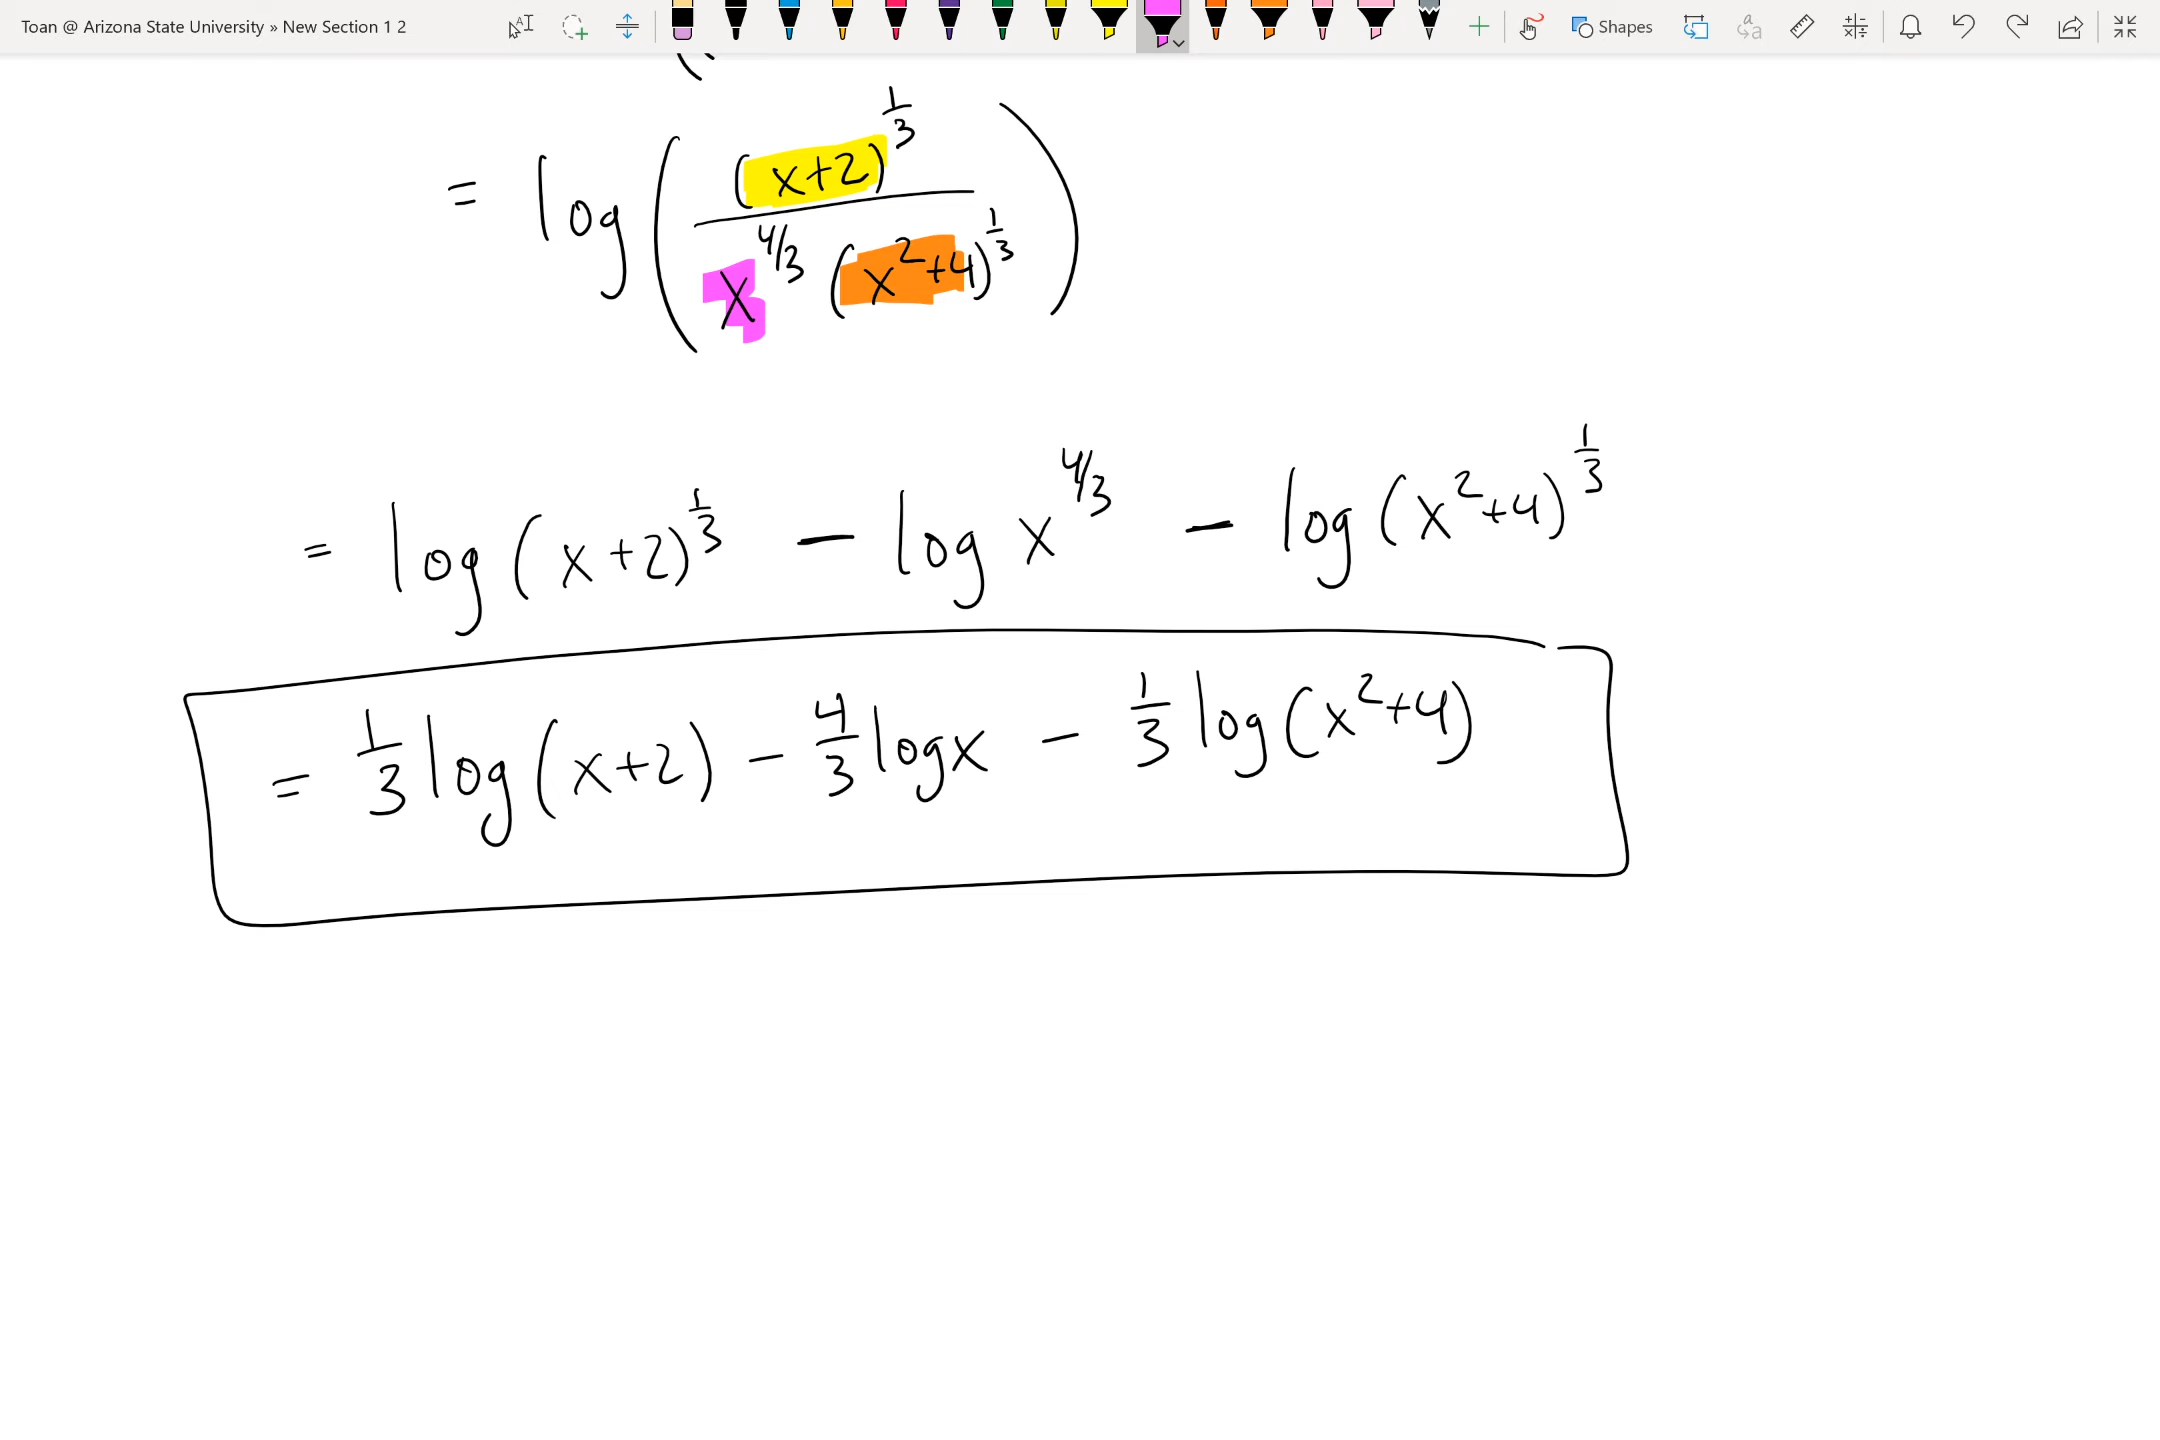 Toan @ Arizona State University » New Section 1 2 Shapes
= log( (x+2)^(1/3) / x^(4/3) (x^2+4)^(1/3) )
= log(x+2)^(1/3) - log x^(4/3) - log(x^2+4)^(1/3)
= 1/3 log(x+2) - 4/3 logx - 1/3 log(x^2+4)